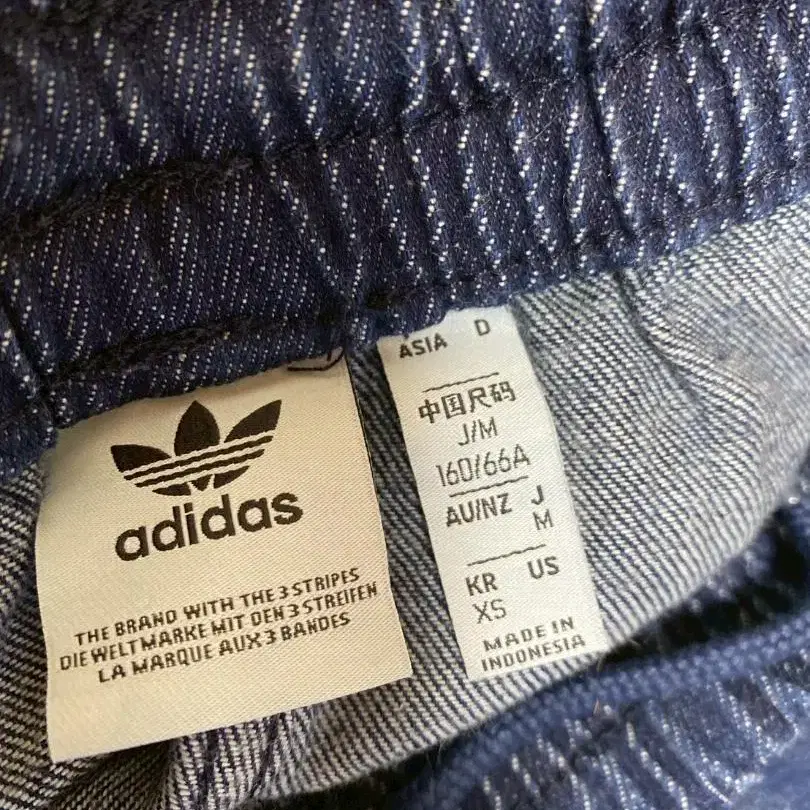 adidas
THE BRAND WITH THE 3 STRIPES
DIE WELTMARKE MIT DEN 3 STREIFEN
LA MARQUE AUX 3 BANDES
ASIA D
中国尺码
J/M
160/66A
AU/NZ J
M
KR US
XS
MADE IN
INDONESIA